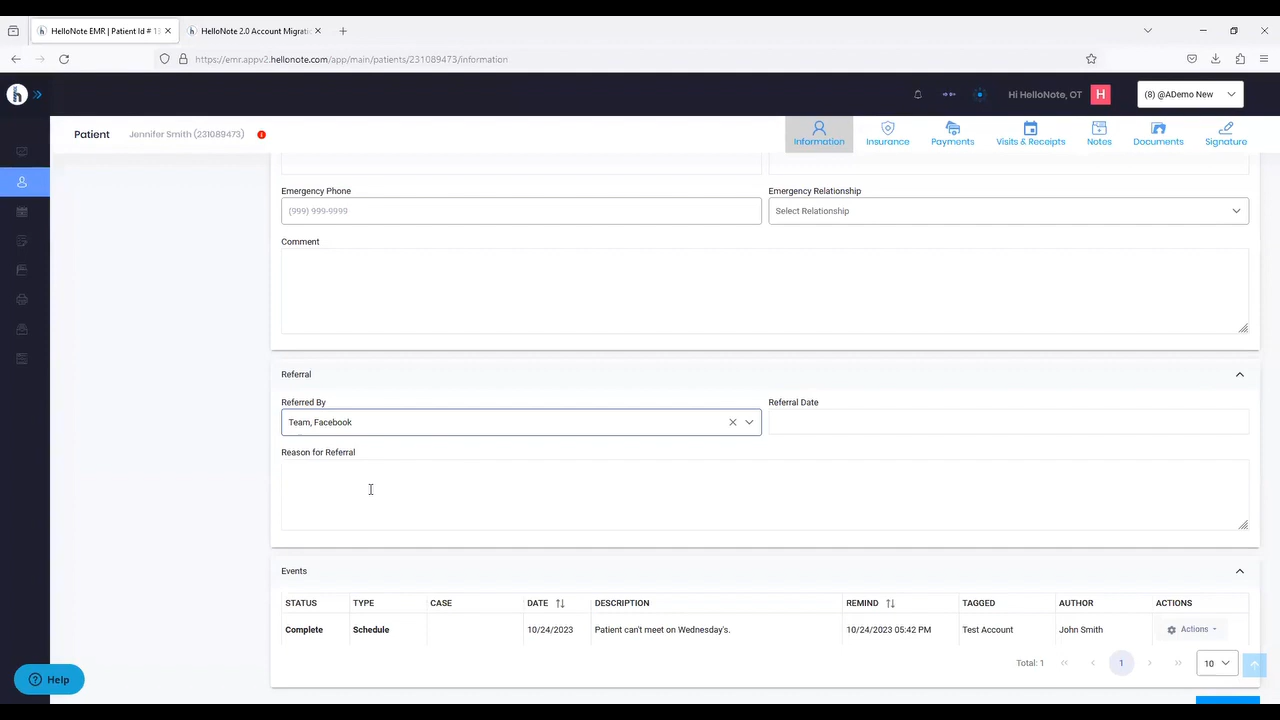 HelloNote EMR | Patient Id # 1
HelloNote 2.0 Account Migrati
https://emr.appv2.hellonote.com/app/main/patients/231089473/information
Hi HelloNote, OT
H
(8) @ADemo New
Patient
Jennifer Smith (231089473)
Information
Insurance
Payments
Visits & Receipts
Notes
Documents
Signature
Emergency Phone
Emergency Relationship
(999) 999-9999
Select Relationship
Comment
Referral
Referred By
Referral Date
Team, Facebook
Reason for Referral
Events
STATUS TYPE CASE DATE DESCRIPTION REMIND TAGGED AUTHOR ACTIONS
Complete Schedule 10/24/2023 Patient can't meet on Wednesday's. 10/24/2023 05:42 PM Test Account John Smith Actions
Total: 1 1 10
Help